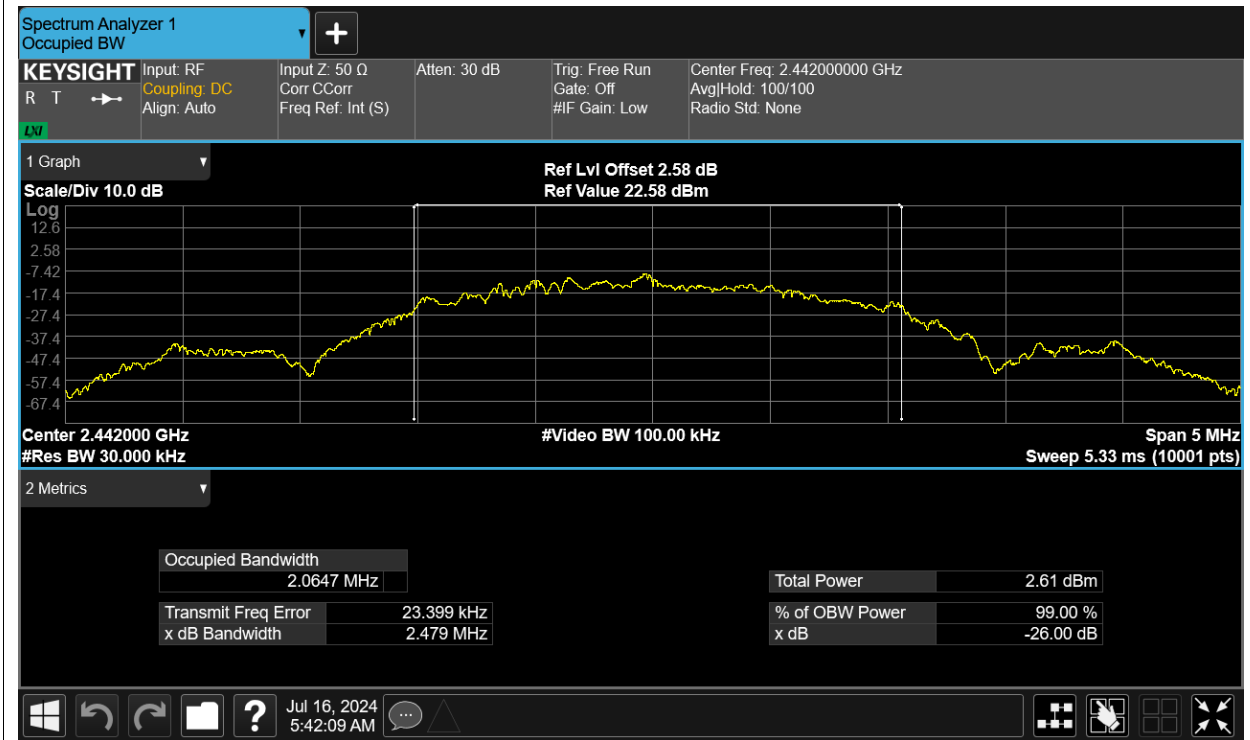 Spectrum Analyzer 1
Occupied BW
KEYSIGHT Input: RF Input Z: 50 Ω Atten: 30 dB Trig: Free Run Center Freq: 2.442000000 GHz
R T Coupling: DC Corr CCorr Gate: Off Avg|Hold: 100/100
Align: Auto Freq Ref: Int (S) #IF Gain: Low Radio Std: None
LXI
1 Graph
Ref Lvl Offset 2.58 dB
Scale/Div 10.0 dB Ref Value 22.58 dBm
Log
12.6
2.58
-7.42
-17.4
-27.4
-37.4
-47.4
-57.4
-67.4
Center 2.442000 GHz #Video BW 100.00 kHz Span 5 MHz
#Res BW 30.000 kHz Sweep 5.33 ms (10001 pts)
2 Metrics
Occupied Bandwidth
2.0647 MHz
Total Power 2.61 dBm
Transmit Freq Error 23.399 kHz % of OBW Power 99.00 %
x dB Bandwidth 2.479 MHz x dB -26.00 dB
? Jul 16, 2024
5:42:09 AM